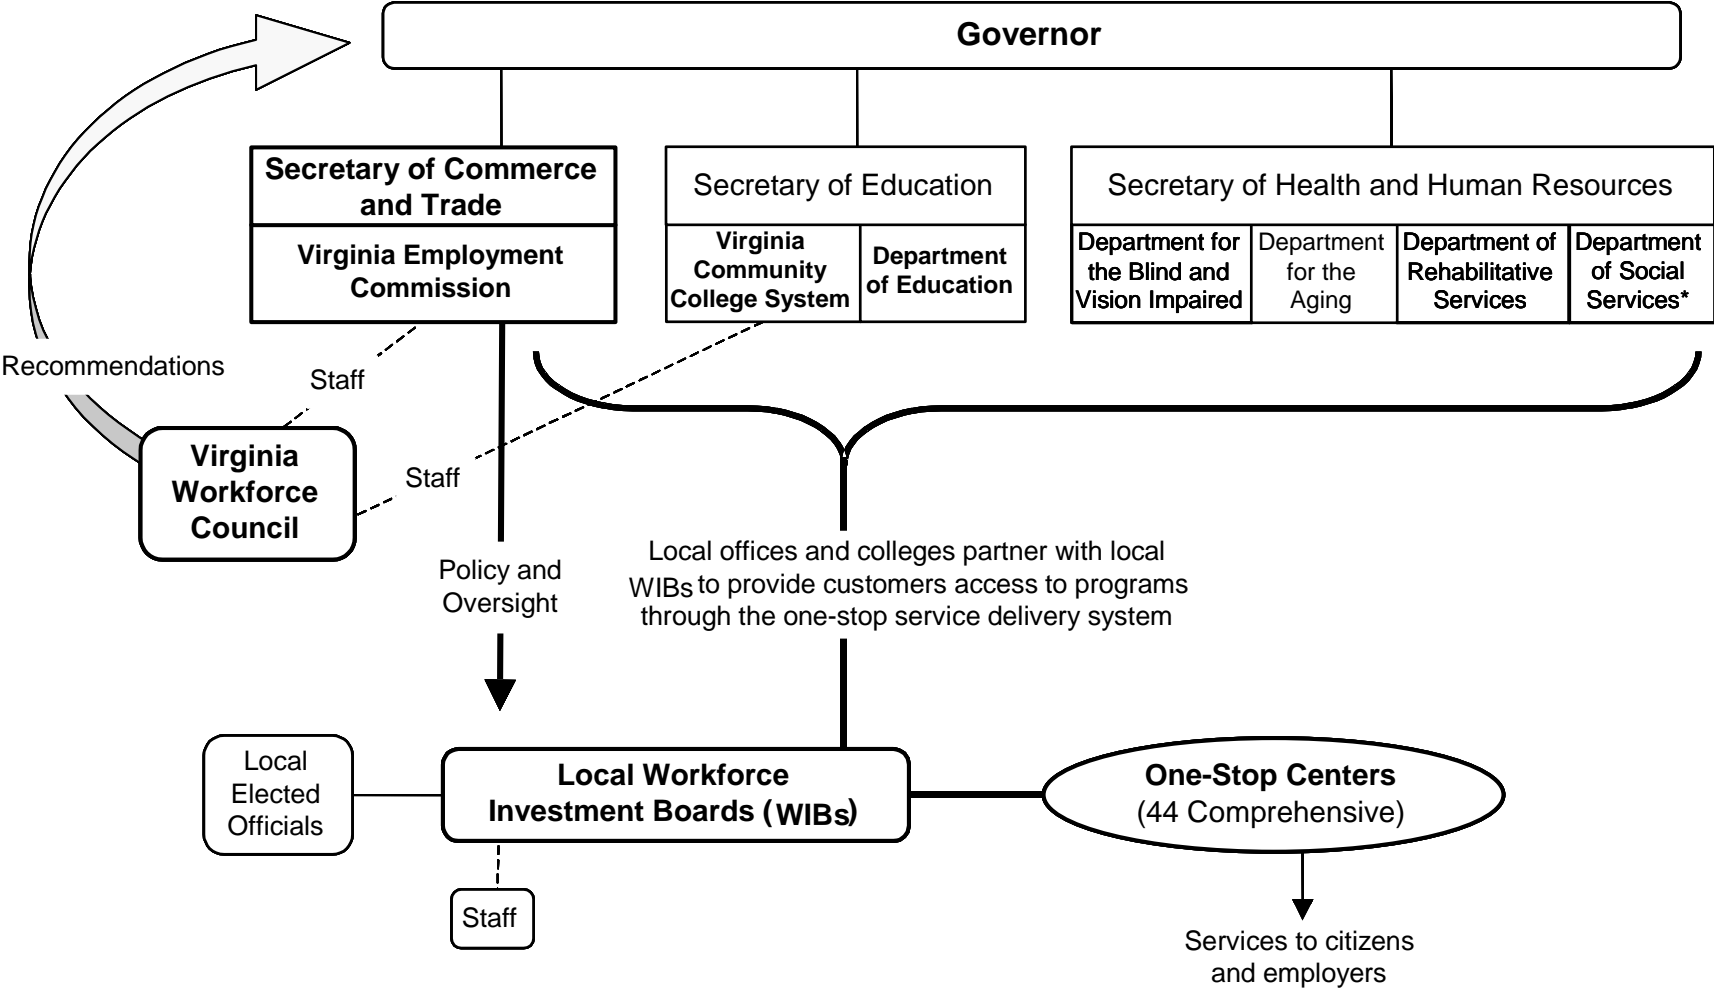 Governor
Secretary of Commerce
and Trade
Virginia Employment
Commission
Secretary of Education
Virginia
Community
College System
Department
of Education
Secretary of Health and Human Resources
Department for
the Blind and
Vision Impaired
Department
for the
Aging
Department of
Rehabilitative
Services
Department
of Social
Services*
Recommendations
Staff
Virginia
Workforce
Council
Staff
Policy and
Oversight
Local offices and colleges partner with local
WIBs to provide customers access to programs
through the one-stop service delivery system
Local
Elected
Officials
Local Workforce
Investment Boards (WIBs)
One-Stop Centers
(44 Comprehensive)
Staff
Services to citizens
and employers